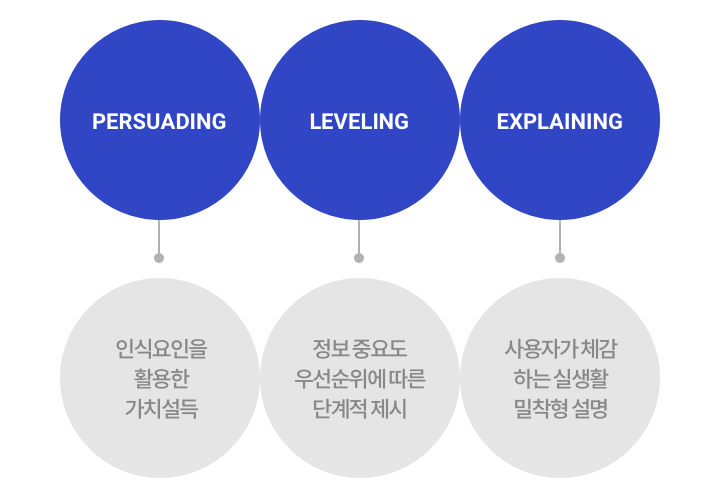 PERSUADING
LEVELING
EXPLAINING
인식요인을
활용한
가치설득
정보 중요도
우선순위에 따른
단계적 제시
사용자가 체감
하는 실생활
밀착형 설명